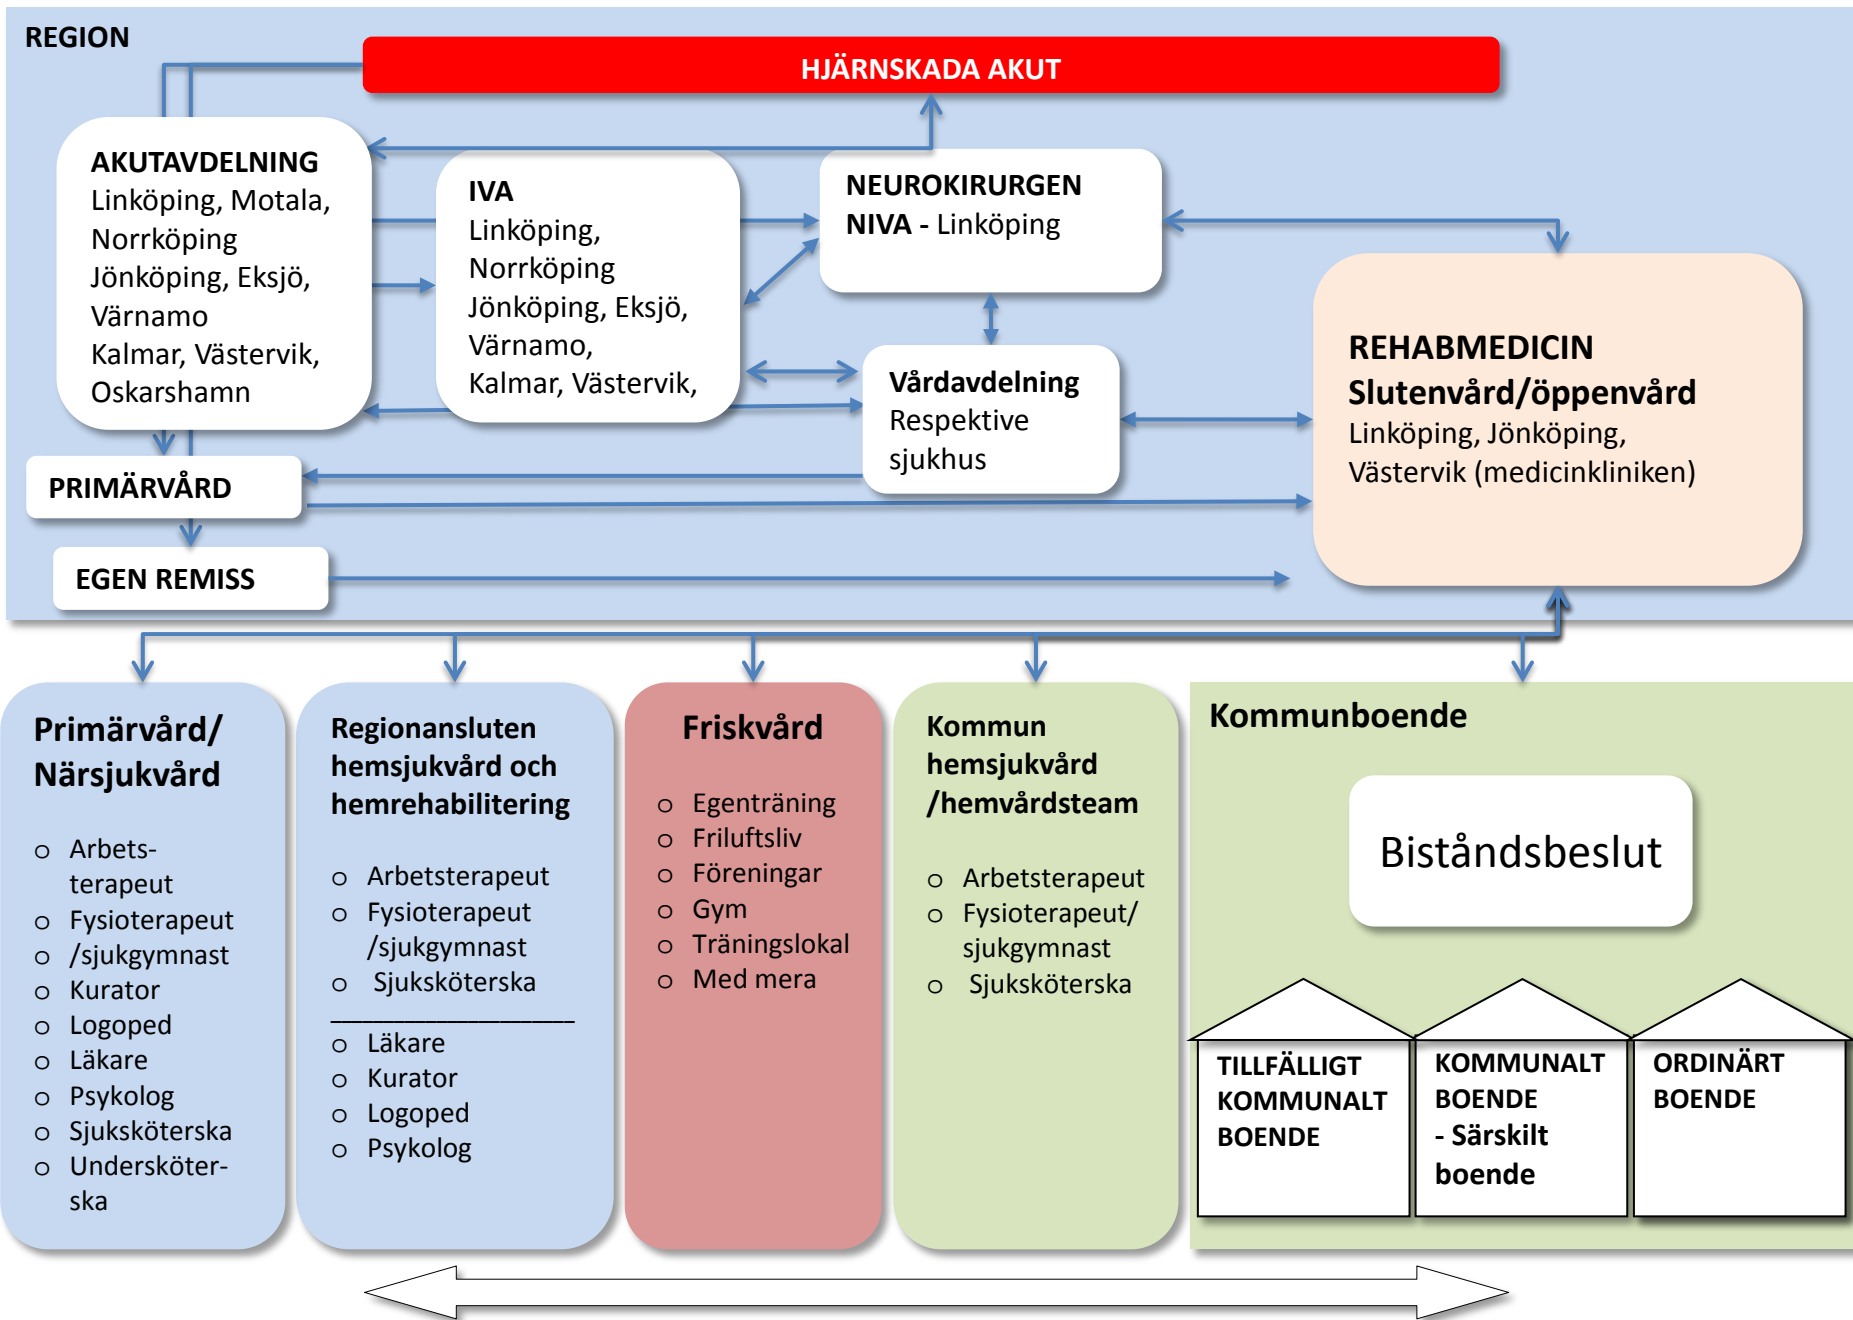 REGION
HJÄRNSKADA AKUT
AKUTAVDELNING
Linköping, Motala,
Norrköping
Jönköping, Eksjö,
Värnamo
Kalmar, Västervik,
Oskarshamn
IVA
Linköping,
Norrköping
Jönköping, Eksjö,
Värnamo,
Kalmar, Västervik,
NEUROKIRURGEN
NIVA - Linköping
Vårdavdelning
Respektive
sjukhus
REHABMEDICIN
Slutenvård/öppenvård
Linköping, Jönköping,
Västervik (medicinkliniken)
PRIMÄRVÅRD
EGEN REMISS
Primärvård/
Närsjukvård
o Arbets-
terapeut
o Fysioterapeut
o /sjukgymnast
o Kurator
o Logoped
o Läkare
o Psykolog
o Sjuksköterska
o Undersköter-
ska
Regionansluten
hemsjukvård och
hemrehabilitering
o Arbetsterapeut
o Fysioterapeut
/sjukgymnast
o Sjuksköterska
o Läkare
o Kurator
o Logoped
o Psykolog
Friskvård
o Egenträning
o Friluftsliv
o Föreningar
o Gym
o Träningslokal
o Med mera
Kommun
hemsjukvård
/hemvårdsteam
o Arbetsterapeut
o Fysioterapeut/
sjukgymnast
o Sjuksköterska
Kommunboende
Biståndsbeslut
TILLFÄLLIGT
KOMMUNALT
BOENDE
KOMMUNALT
BOENDE
- Särskilt
boende
ORDINÄRT
BOENDE